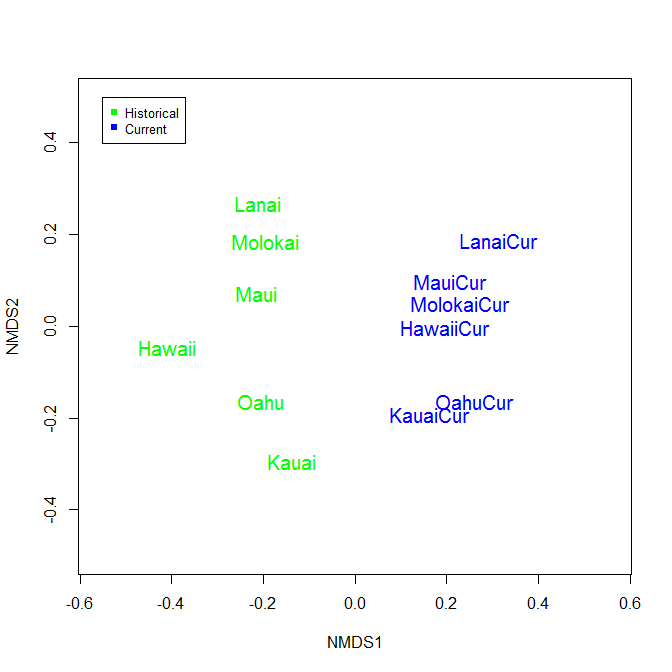 Historical
Current
0.4
Lanai
0.2
Molokai
LanaiCur
MauiCur
Maui
MolokaiCur
0.0
HawaiiCur
NMDS2
Hawaii
Oahu
OahuCur
-0.2
KauaiCur
Kauai
-0.4
-0.6 -0.4 -0.2 0.0 0.2 0.4 0.6
NMDS1